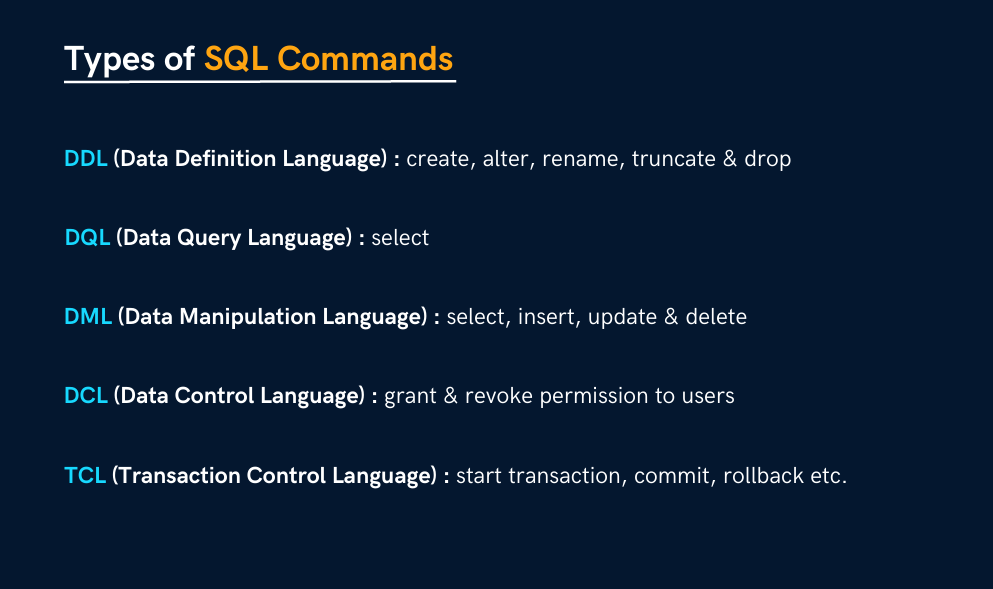 Types of SQL Commands
DDL (Data Definition Language) : create, alter, rename, truncate & drop
DQL (Data Query Language) : select
DML (Data Manipulation Language) : select, insert, update & delete
DCL (Data Control Language) : grant & revoke permission to users
TCL (Transaction Control Language) : start transaction, commit, rollback etc.